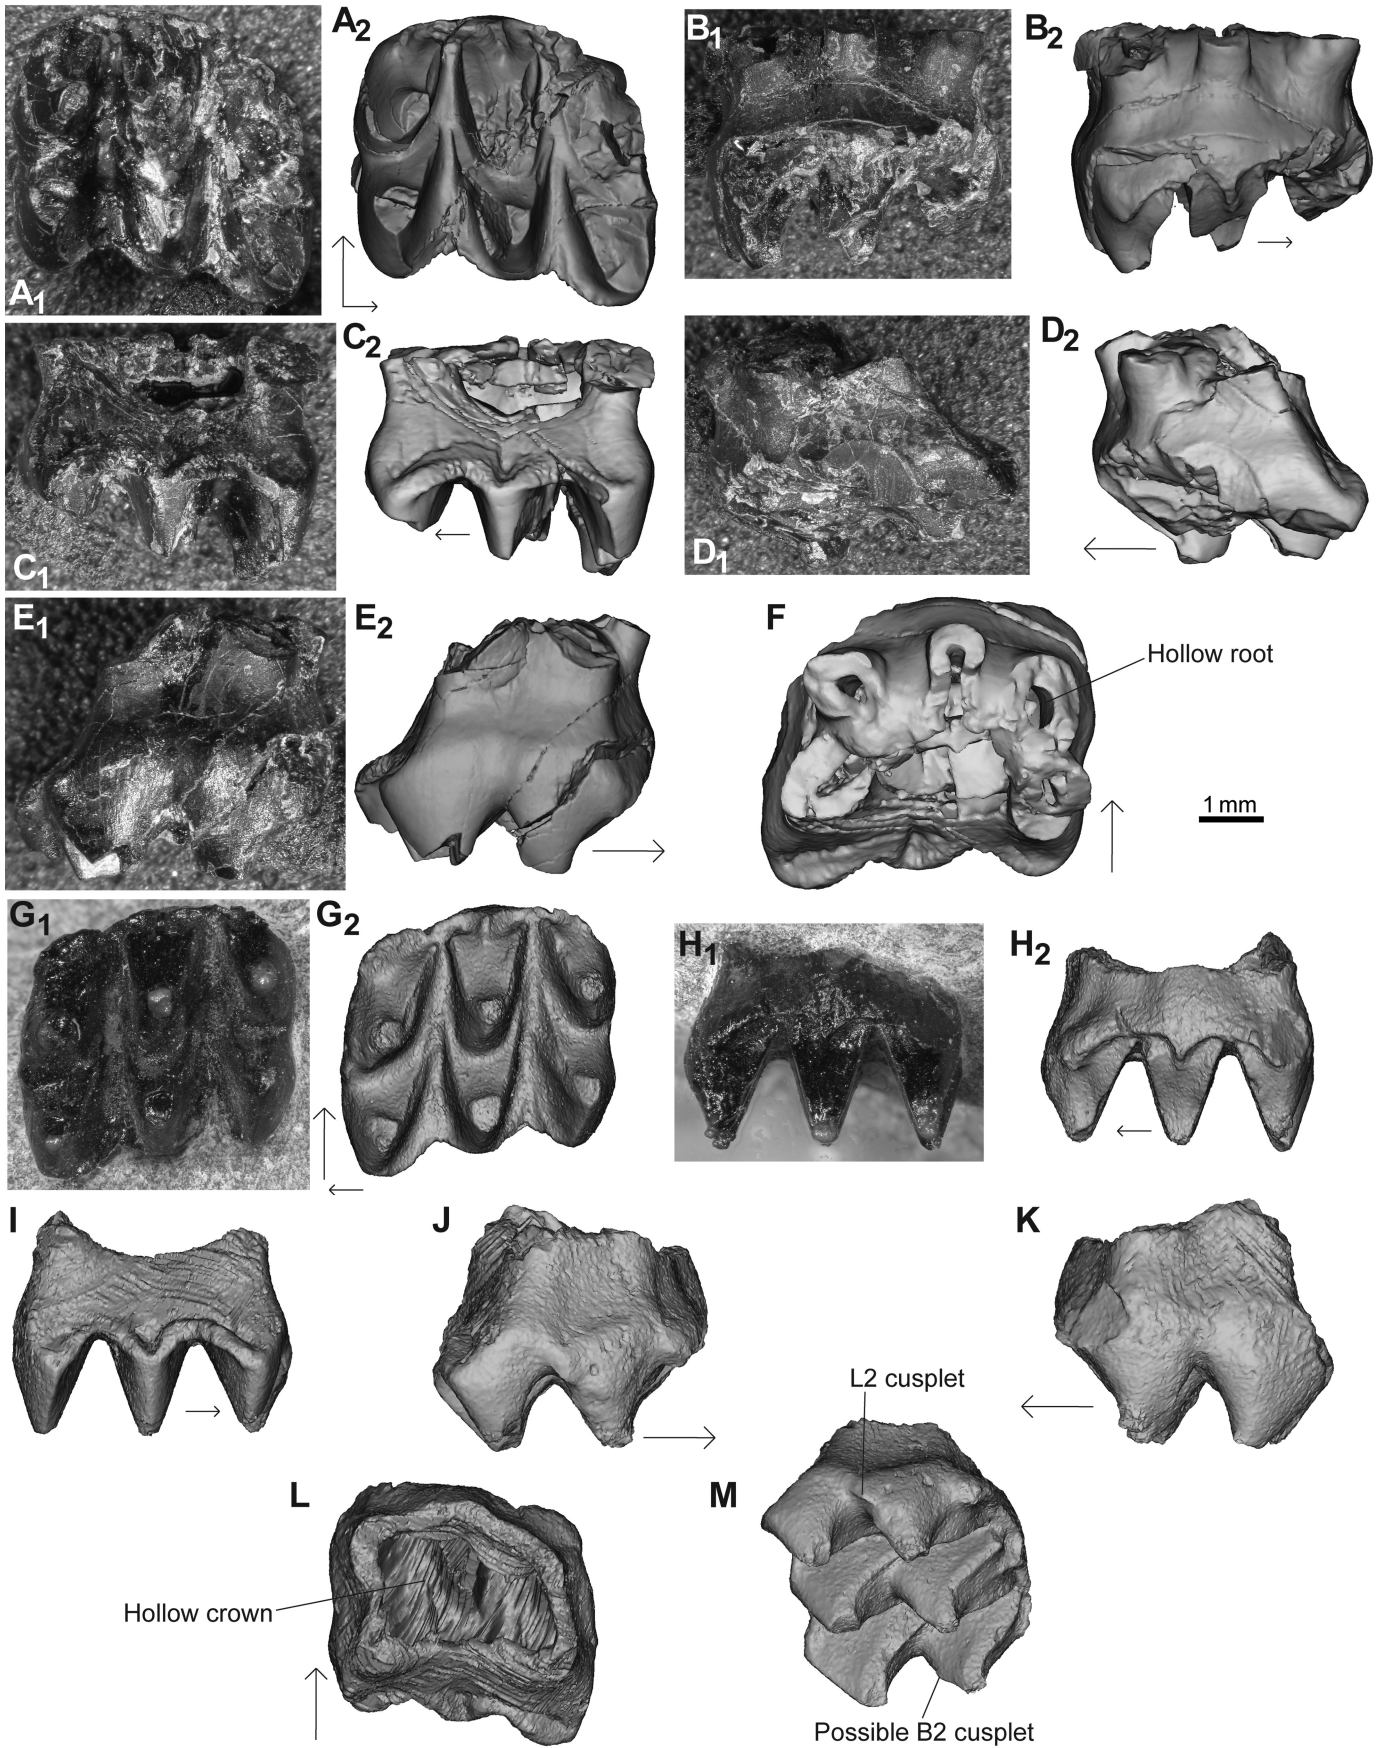 A1
A2
B1
B2
C1
C2
D1
D2
E1
E2
F
Hollow root
1 mm
G1
G2
H1
H2
I
J
K
L2 cusplet
L
M
Hollow crown
Possible B2 cusplet